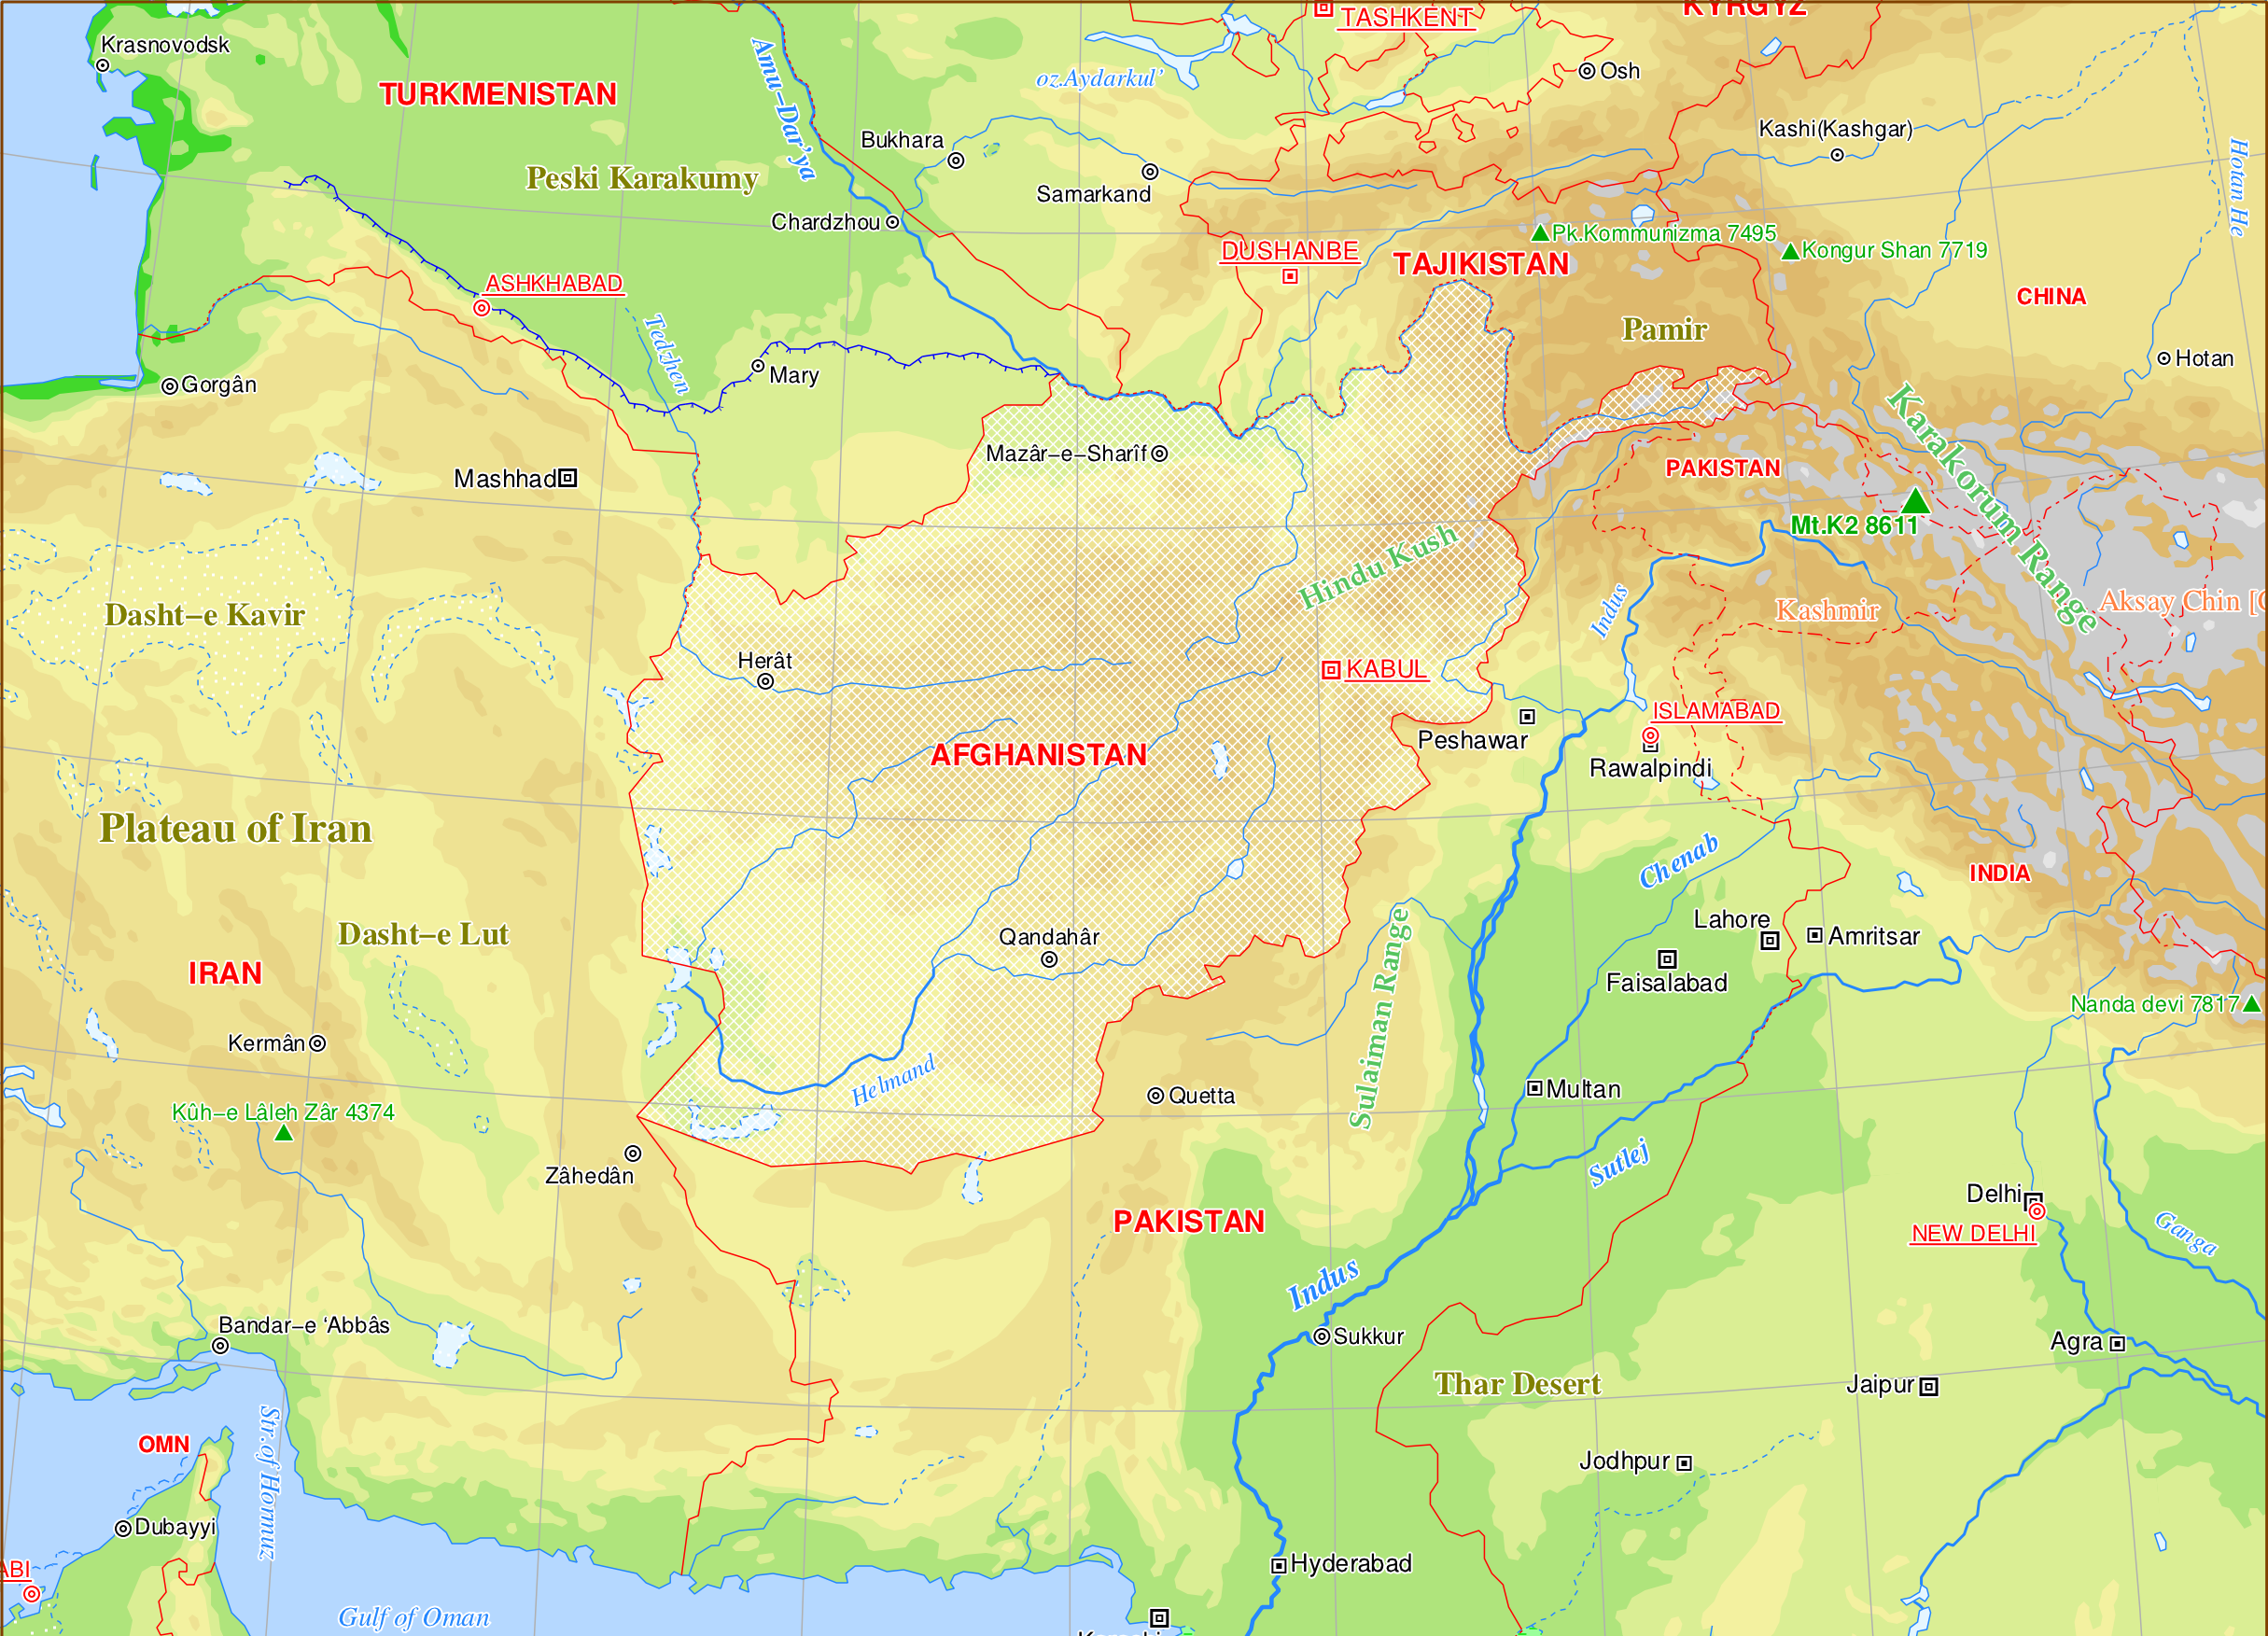 KYRGYZ
TASHKENT
Krasnovodsk
Osh
oz.Aydarkul'
TURKMENISTAN
Amu–Dar'ya
Kashi(Kashgar)
Bukhara
Hotan He
Peski Karakumy
Samarkand
Chardzhou
Pk.Kommunizma 7495
DUSHANBE
Kongur Shan 7719
TAJIKISTAN
ASHKHABAD
CHINA
Pamir
Tedzhen
Hotan
Mary
Gorgân
Karakorum Range
Mazâr–e–Sharîf
PAKISTAN
Mashhad
Mt.K2 8611
Hindu Kush
Aksay Chin [
Indus
Kashmir
Dasht–e Kavir
Herât
KABUL
ISLAMABAD
Peshawar
AFGHANISTAN
Rawalpindi
Plateau of Iran
Chenab
INDIA
Lahore
Dasht–e Lut
Qandahâr
Amritsar
IRAN
Faisalabad
Sulaiman Range
Nanda devi 7817
Kermân
Helmand
Multan
Quetta
Kûh–e Lâleh Zâr 4374
Sutlej
Zâhedân
Delhi
PAKISTAN
NEW DELHI
Ganga
Indus
Bandar–e ‘Abbâs
Sukkur
Agra
Thar Desert
Jaipur
OMN
Str.of Hormuz
Jodhpur
Dubayyi
Hyderabad
ABI
Gulf of Oman